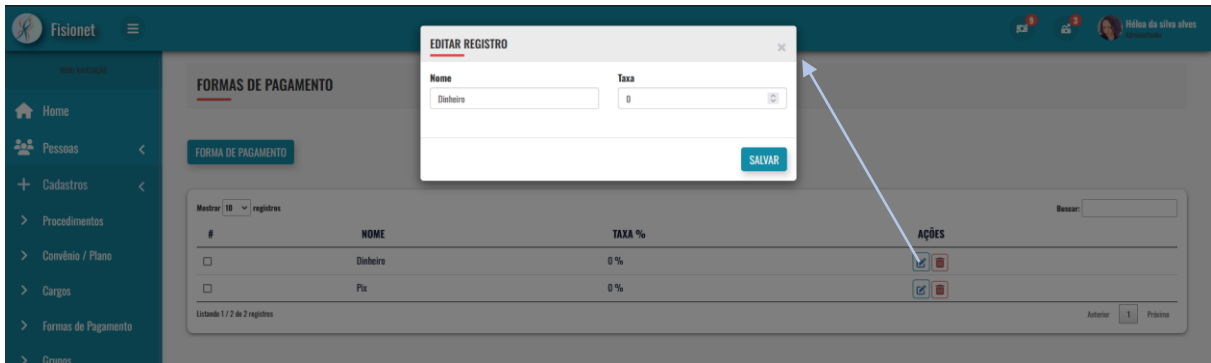 Fisionet
9
3
Héloa da silva alves
EDITAR REGISTRO
×
Nome
Taxa
Dinheiro
0
SALVAR
FORMAS DE PAGAMENTO
Home
Pessoas
FORMA DE PAGAMENTO
Cadastros
Procedimentos
Convênio / Plano
Cargos
Formas de Pagamento
Grupos
Mostrar 10 registros
Buscar:
# NOME TAXA % AÇÕES
Dinheiro 0 %
Pix 0 %
Listando 1 / 2 de 2 registros
Anterior 1 Próximo